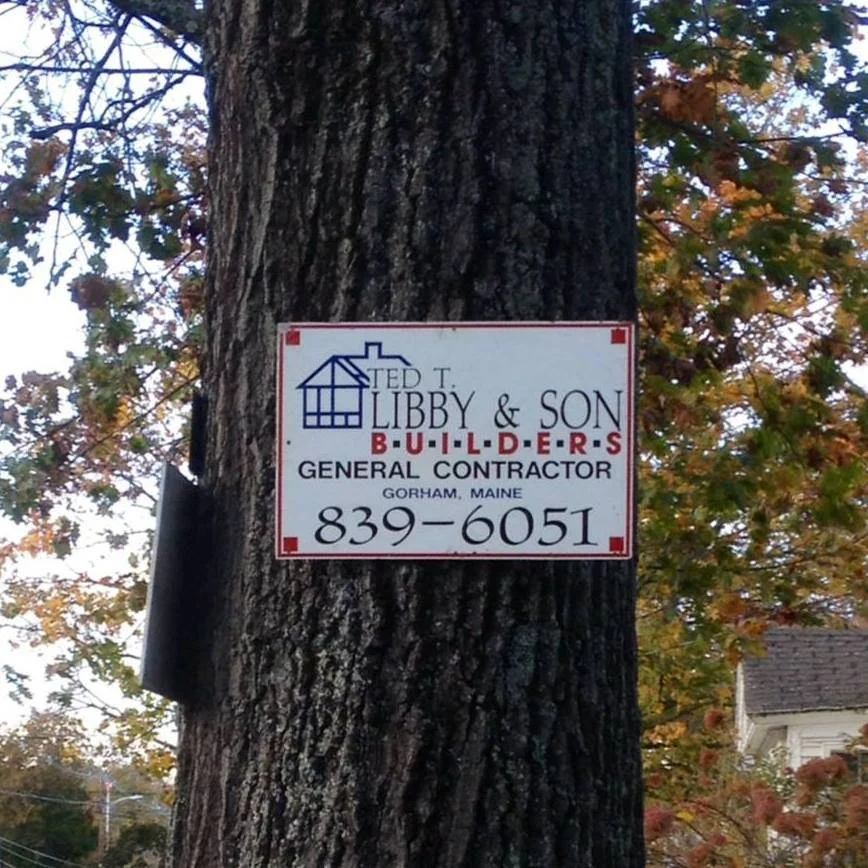 TED T.
LIBBY & SON
B·U·I·L·D·E·R·S
GENERAL CONTRACTOR
GORHAM, MAINE
839-6051